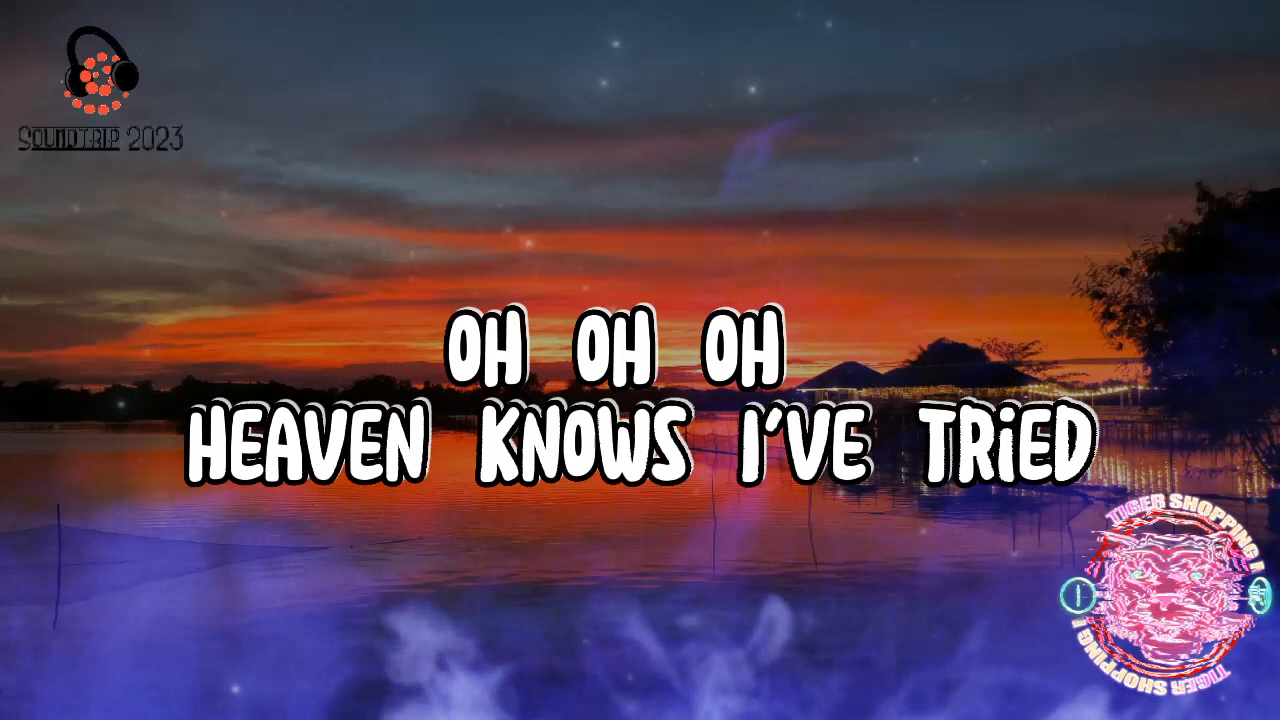 SOUNDTRIP 2023
OH OH OH
HEAVEN KNOWS I'VE TRIED
TIGER SHOPPING
TIGER SHOPPING